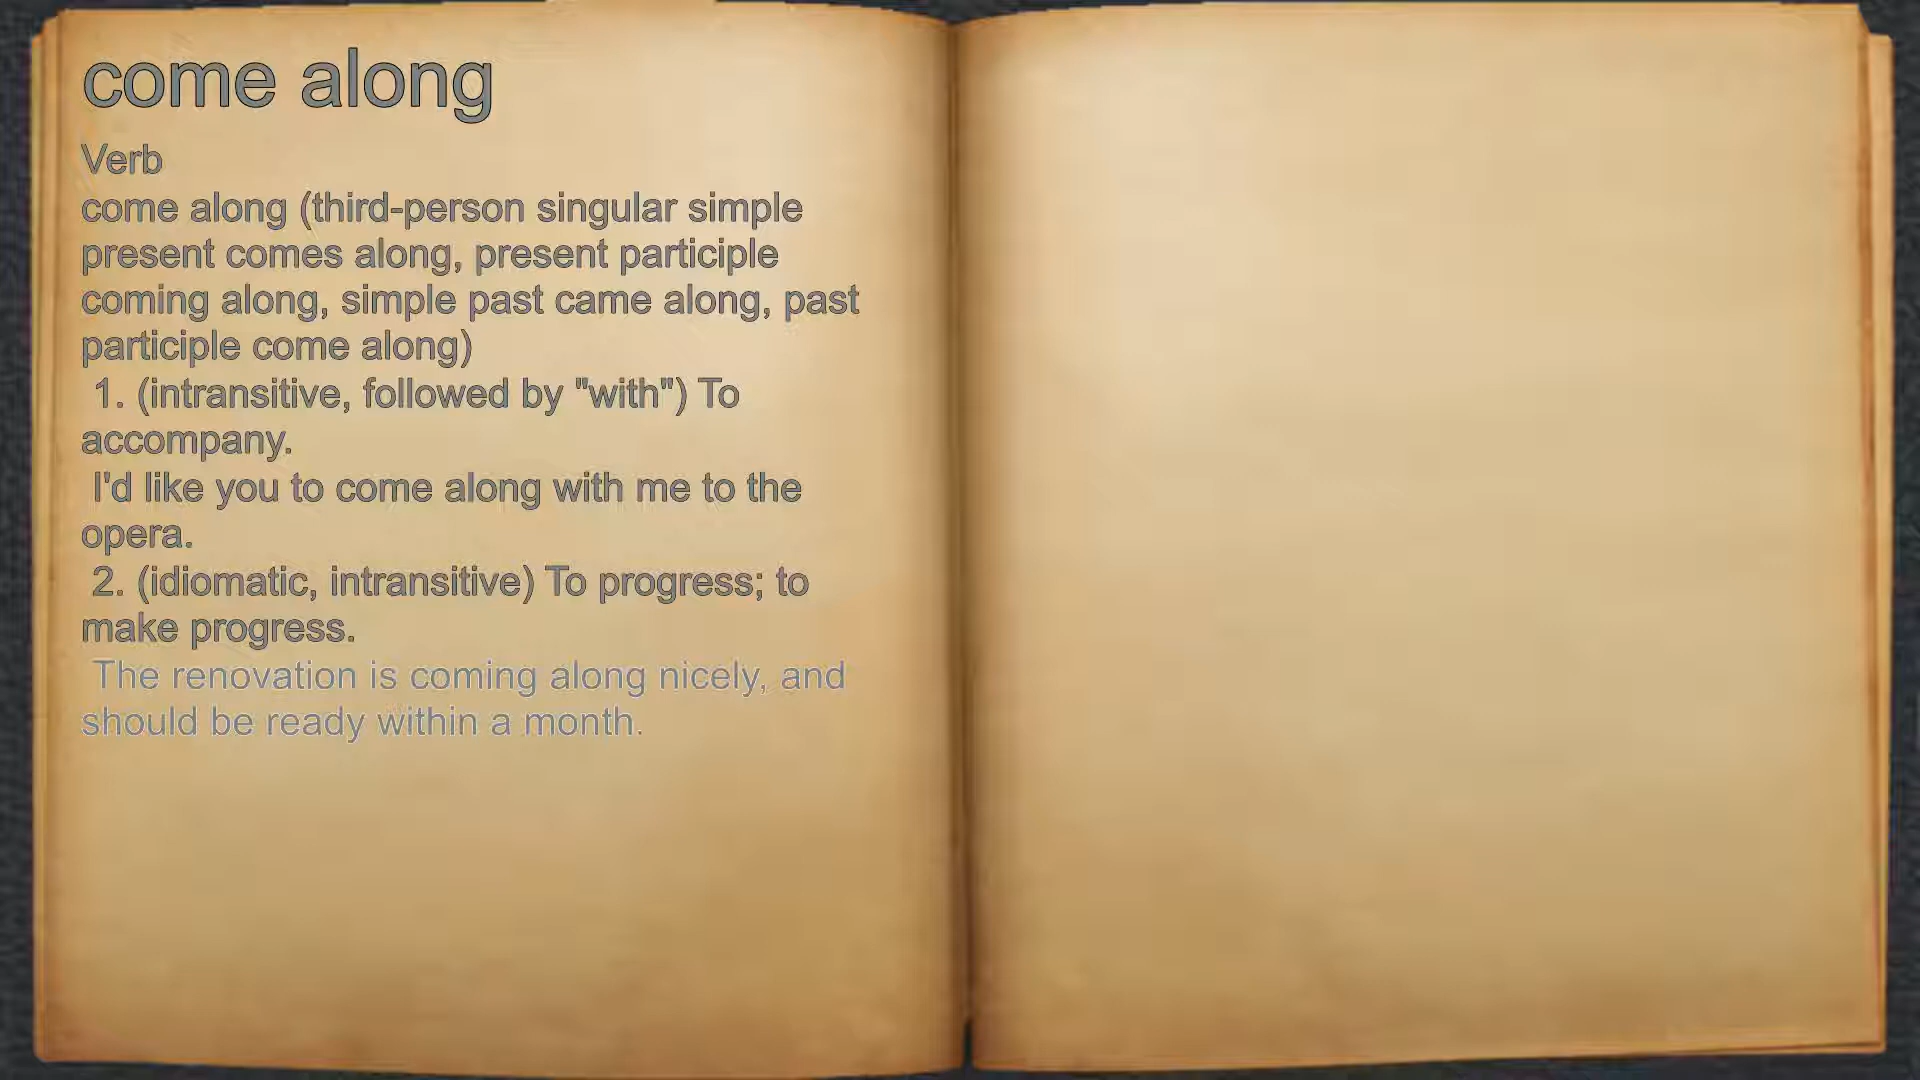 come along
Verb
come along (third-person singular simple
present comes along, present participle
coming along, simple past came along, past
participle come along)
1. (intransitive, followed by "with") To
accompany.
I'd like you to come along with me to the
opera.
2. (idiomatic, intransitive) To progress; to
make progress.
The renovation is coming along nicely, and
should be ready within a month.